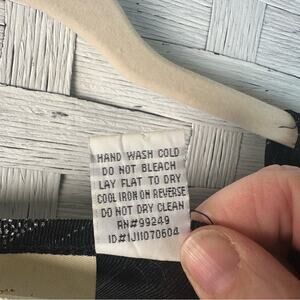 HAND WASH COLD
DO NOT BLEACH
LAY FLAT TO DRY
COOL IRON ON REVERSE
DO NOT DRY CLEAN
RN#99249
ID#1J11070604